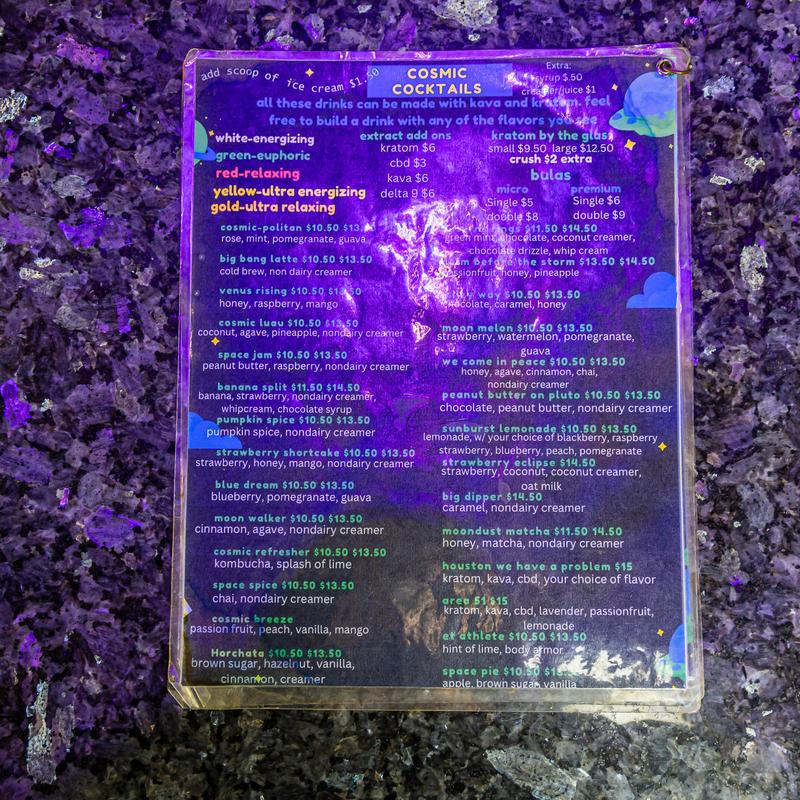 add scoop of ice cream $1.50
COSMIC
COCKTAILS
Extra:
syrup $.50
creamer/juice $1
all these drinks can be made with kava and kratom. feel
free to build a drink with any of the flavors you see
white-energizing
green-euphoric
red-relaxing
yellow-ultra energizing
gold-ultra relaxing
extract add ons
kratom $6
cbd $3
kava $6
delta 9 $6
kratom by the glass
small $9.50 large $12.50
crush $2 extra
bulas
micro
Single $5
double $8
premium
Single $6
double $9
cosmic-politan $10.50
rose, mint, pomegranate, guava
big bang latte $10.50 $13.50
cold brew, non dairy creamer
venus rising $10.50 $13.50
honey, raspberry, mango
cosmic luau $10.50 $13.50
coconut, agave, pineapple, nondairy creamer
space jam $10.50 $13.50
peanut butter, raspberry, nondairy creamer
banana split $11.50 $14.50
banana, strawberry, nondairy creamer,
whipcream, chocolate syrup
pumpkin spice $10.50 $13.50
pumpkin spice, nondairy creamer
strawberry shortcake $10.50 $13.50
strawberry, honey, mango, nondairy creamer
blue dream $10.50 $13.50
blueberry, pomegranate, guava
moon walker $10.50 $13.50
cinnamon, agave, nondairy creamer
cosmic refresher $10.50 $13.50
kombucha, splash of lime
space spice $10.50 $13.50
chai, nondairy creamer
cosmic breeze
passion fruit, peach, vanilla, mango
Horchata $10.50 $13.50
brown sugar, hazelnut, vanilla,
cinnamon, creamer
rings $11.50 $14.50
green mint, chocolate, coconut creamer,
chocolate drizzle, whip cream
before the storm $13.50 $14.50
passionfruit, honey, pineapple
way $10.50 $13.50
chocolate, caramel, honey
moon melon $10.50 $13.50
strawberry, watermelon, pomegranate,
guava
we come in peace $10.50 $13.50
honey, agave, cinnamon, chai,
nondairy creamer
peanut butter on pluto $10.50 $13.50
chocolate, peanut butter, nondairy creamer
sunburst lemonade $10.50 $13.50
lemonade, w/ your choice of blackberry, raspberry
strawberry, blueberry, peach, pomegranate
strawberry eclipse $14.50
strawberry, coconut, coconut creamer,
oat milk
big dipper $14.50
caramel, nondairy creamer
moondust matcha $11.50 14.50
honey, matcha, nondairy creamer
houston we have a problem $15
kratom, kava, cbd, your choice of flavor
area 51 $15
kratom, kava, cbd, lavender, passionfruit,
lemonade
et athlete $10.50 $13.50
hint of lime, body armor
space pie $10.50
apple, brown sugar, vanilla